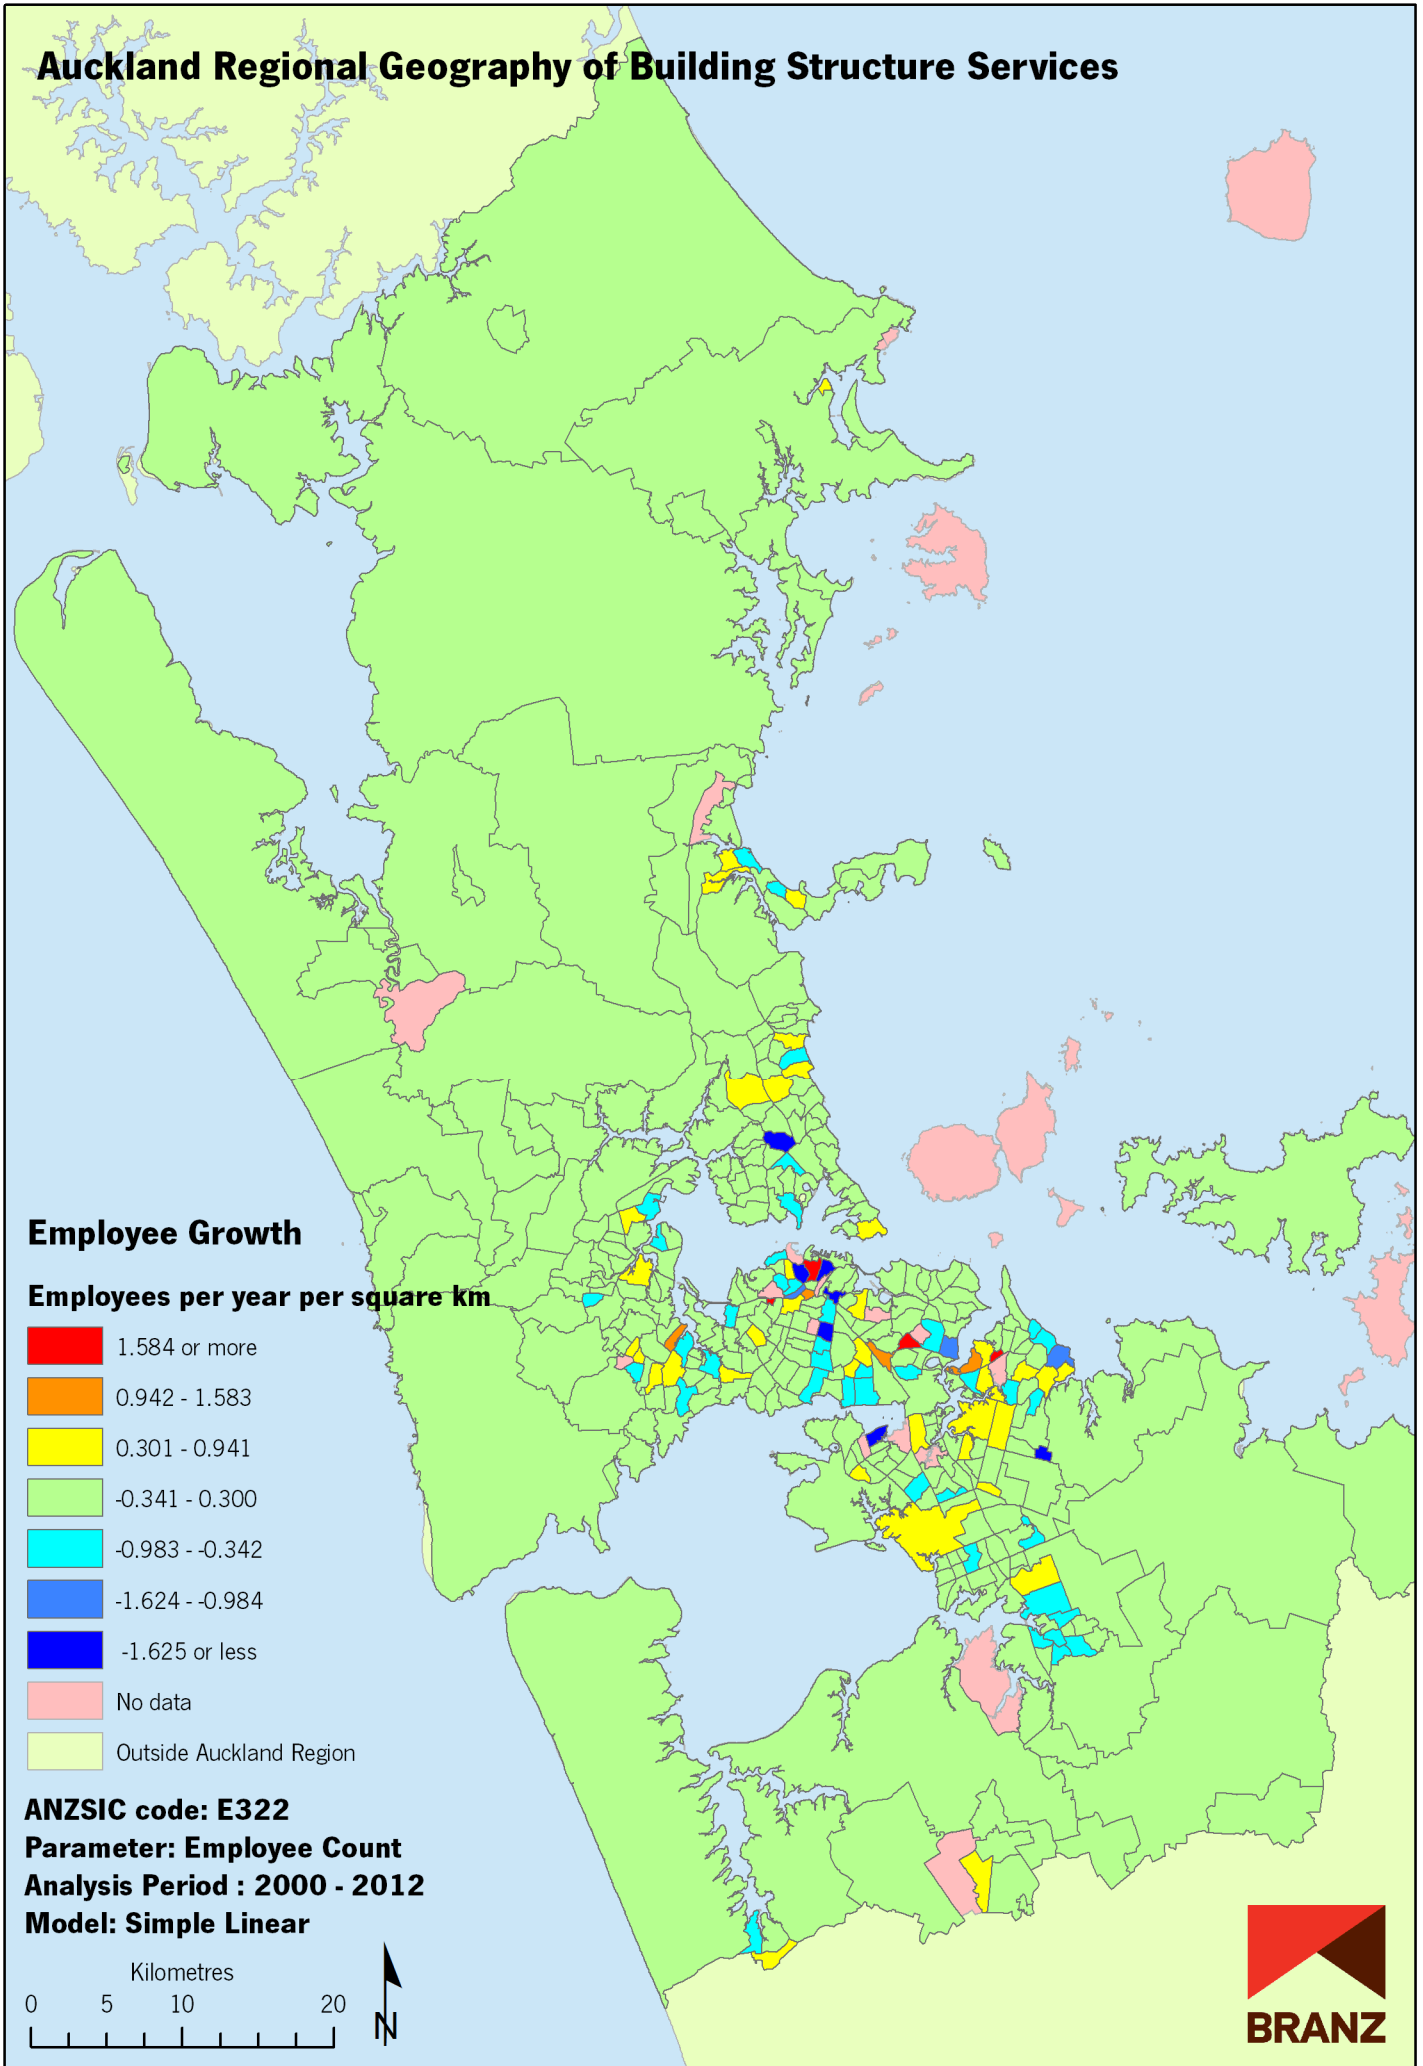 Auckland Regional Geography of Building Structure Services
Employee Growth
Employees per year per square km
1.584 or more
0.942 - 1.583
0.301 - 0.941
-0.341 - 0.300
-0.983 - -0.342
-1.624 - -0.984
-1.625 or less
No data
Outside Auckland Region
ANZSIC code: E322
Parameter: Employee Count
Analysis Period : 2000 - 2012
Model: Simple Linear
Kilometres
0 5 10 20
N
BRANZ